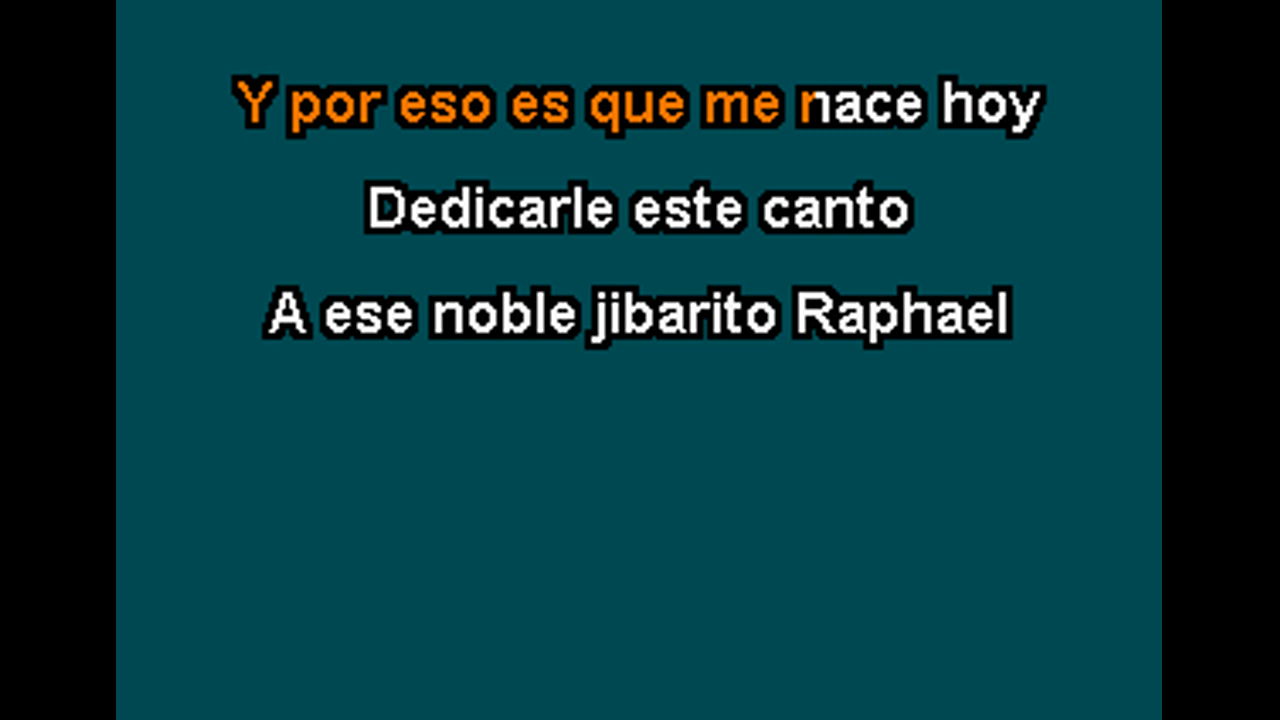 Y por eso es que me nace hoy
Dedicarle este canto
A ese noble jibarito Raphael